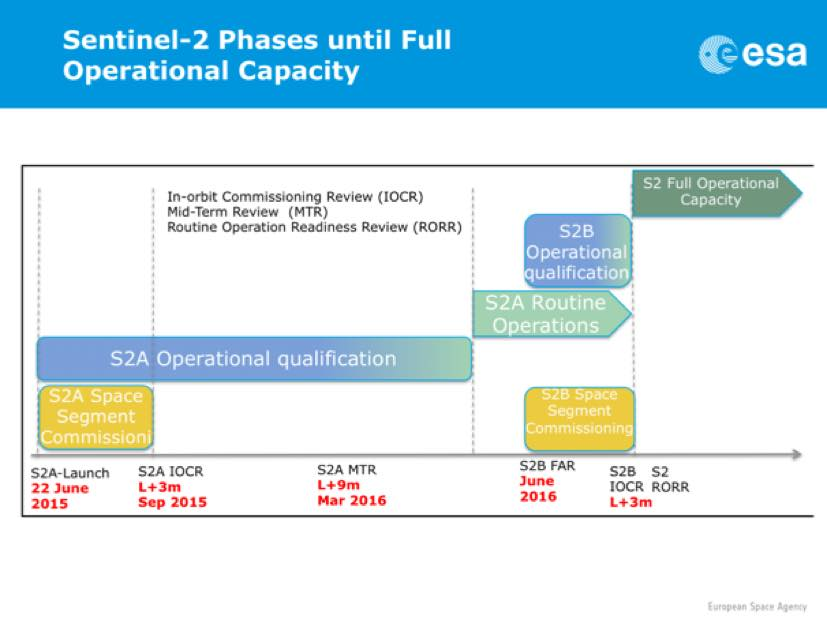 Sentinel-2 Phases until Full
Operational Capacity
esa
In-orbit Commissioning Review (IOCR)
Mid-Term Review (MTR)
Routine Operation Readiness Review (RORR)
S2 Full Operational
Capacity
S2B
Operational
qualification
S2A Routine
Operations
S2A Operational qualification
S2A Space
Segment
Commissioni
S2B Space
Segment
Commissioning
S2A-Launch
22 June
2015
S2A IOCR
L+3m
Sep 2015
S2A MTR
L+9m
Mar 2016
S2B FAR
June
2016
S2B
IOCR
L+3m
S2
RORR
European Space Agency